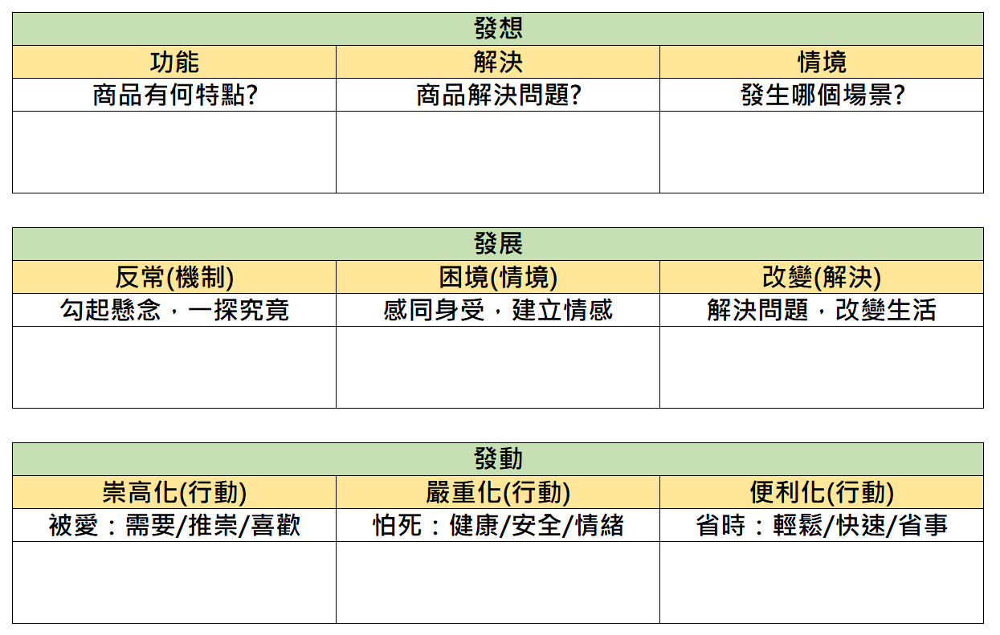 發想
功能 解決 情境
商品有何特點? 商品解決問題? 發生哪個場景?
發展
反常(機制) 困境(情境) 改變(解決)
勾起懸念，一探究竟 感同身受，建立情感 解決問題，改變生活
發動
崇高化(行動) 嚴重化(行動) 便利化(行動)
被愛：需要/推崇/喜歡 怕死：健康/安全/情緒 省時：輕鬆/快速/省事